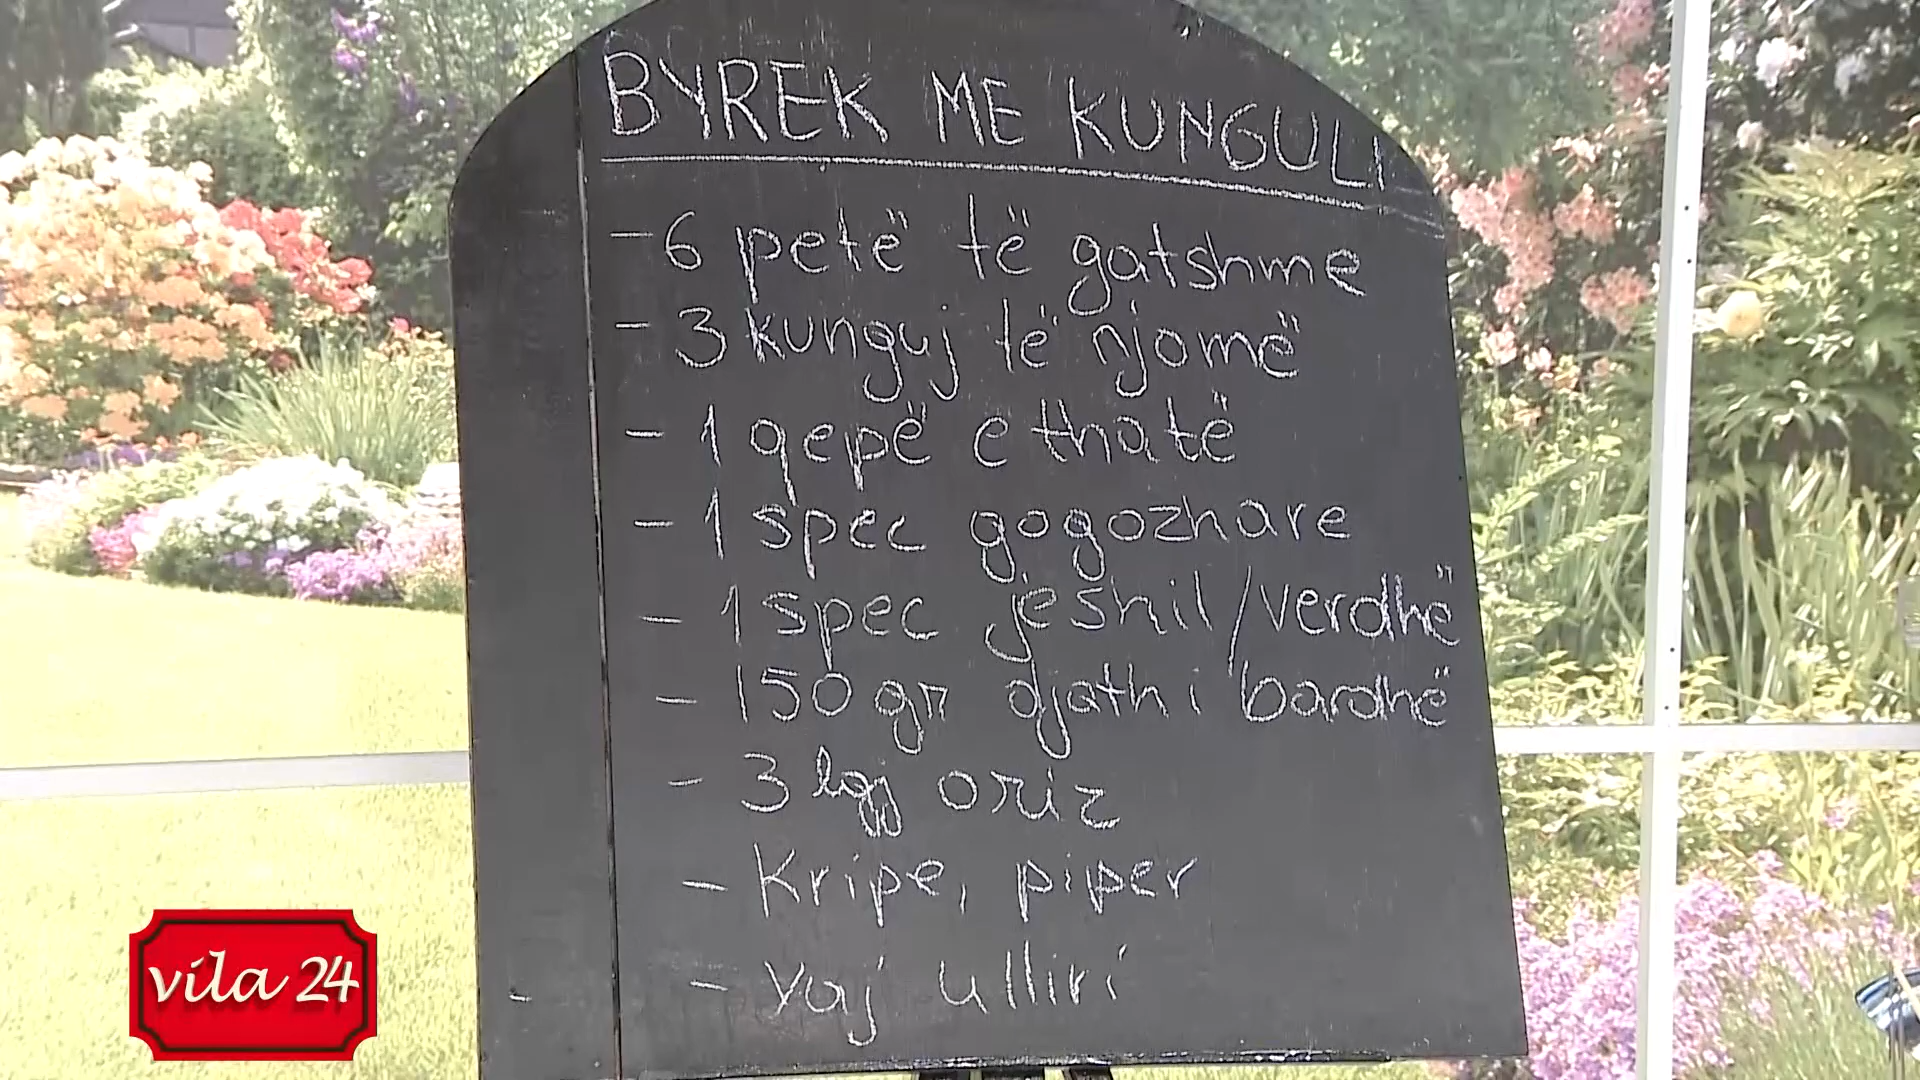 BYREK ME KUNGULL
- 6 petë të gatshme
- 3 kunguj të njomë
- 1 qepë e thatë
- 1 spec gogozhare
- 1 spec jeshil/verdhë
- 150 gr djath i bardhë
- 3 lgj oriz
- Kripe, piper
- Vaj ulliri
vila 24